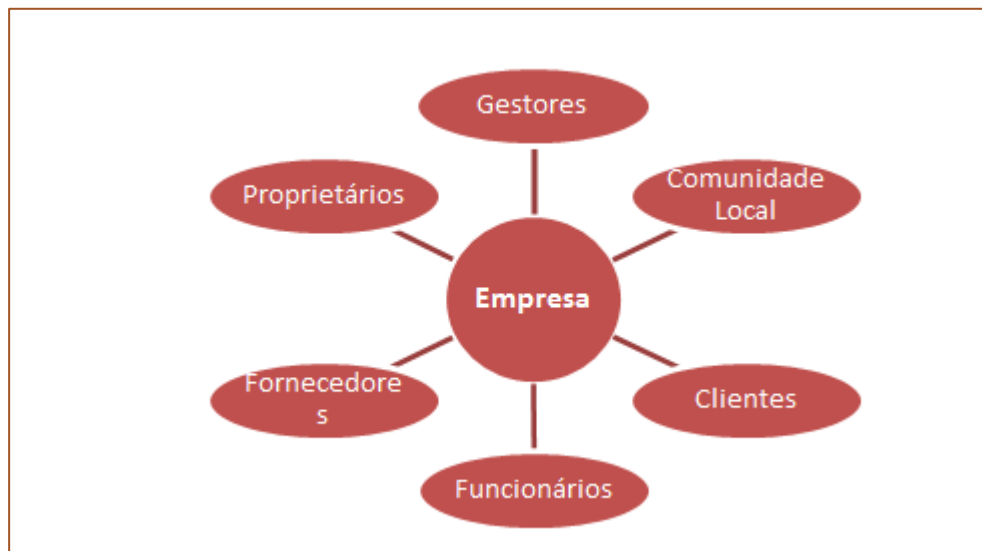 Gestores
Proprietários
Comunidade
Local
Empresa
Fornecedore
s
Clientes
Funcionários